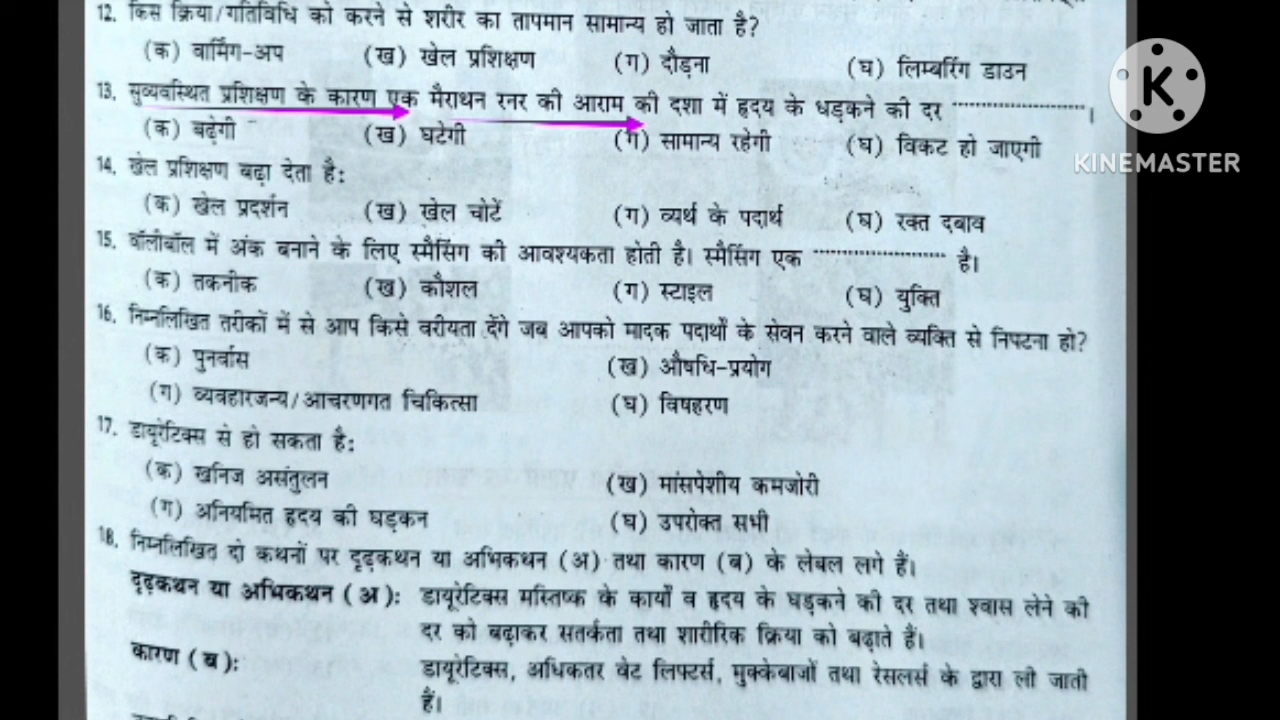 12. किस क्रिया/गतिविधि को करने से शरीर का तापमान सामान्य हो जाता है?
(क) वार्मिंग-अप (ख) खेल प्रशिक्षण (ग) दौड़ना (घ) लिम्बरिंग डाउन
13. सुव्यवस्थित प्रशिक्षण के कारण एक मैराथन रनर की आराम की दशा में हृदय के धड़कने की दर ....................।
(क) बढ़ेगी (ख) घटेगी (ग) सामान्य रहेगी (घ) विकट हो जाएगी
14. खेल प्रशिक्षण बढ़ा देता है:
(क) खेल प्रदर्शन (ख) खेल चोटें (ग) व्यर्थ के पदार्थ (घ) रक्त दबाव
15. वॉलीबॉल में अंक बनाने के लिए स्मैसिंग की आवश्यकता होती है। स्मैसिंग एक .................... है।
(क) तकनीक (ख) कौशल (ग) स्टाइल (घ) युक्ति
16. निम्नलिखित तरीकों में से आप किसे वरीयता देंगे जब आपको मादक पदार्थों के सेवन करने वाले व्यक्ति से निपटना हो?
(क) पुनर्वास (ख) औषधि-प्रयोग
(ग) व्यवहारजन्य/आचरणगत चिकित्सा (घ) विषहरण
17. डायूरेटिक्स से हो सकता है:
(क) खनिज असंतुलन (ख) मांसपेशीय कमजोरी
(ग) अनियमित हृदय की घड़कन (घ) उपरोक्त सभी
18. निम्नलिखित दो कथनों पर दृढ़कथन या अभिकथन (अ) तथा कारण (ब) के लेबल लगे हैं।
दृढ़कथन या अभिकथन (अ): डायूरेटिक्स मस्तिष्क के कार्यों व हृदय के घड़कने की दर तथा श्वास लेने की
दर को बढ़ाकर सतर्कता तथा शारीरिक क्रिया को बढ़ाते हैं।
कारण (ब): डायूरेटिक्स, अधिकतर वेट लिफ्टर्स, मुक्केबाजों तथा रेसलर्स के द्वारा ली जाती
हैं।
K
KINEMASTER